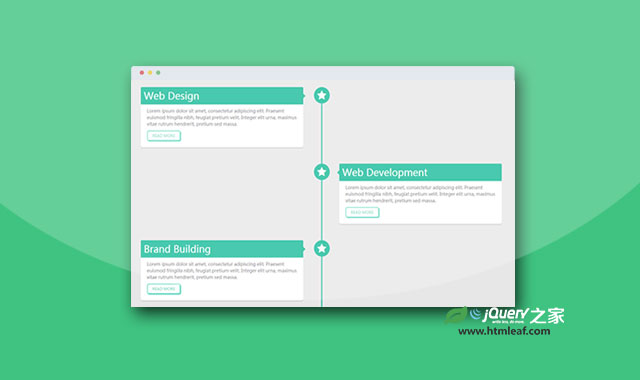 Web Design
Lorem ipsum dolor sit amet, consectetur adipiscing elit. Praesent
euismod fringilla nibh, feugiat pretium velit. Integer elit urna, maximus
vitae rutrum hendrerit, pretium sed massa.
READ MORE
Web Development
Lorem ipsum dolor sit amet, consectetur adipiscing elit. Praesent
euismod fringilla nibh, feugiat pretium velit. Integer elit urna, maximus
vitae rutrum hendrerit, pretium sed massa.
READ MORE
Brand Building
Lorem ipsum dolor sit amet, consectetur adipiscing elit. Praesent
euismod fringilla nibh, feugiat pretium velit. Integer elit urna, maximus
vitae rutrum hendrerit, pretium sed massa.
READ MORE
jQuery之家
write less, do more.
www.htmleaf.com